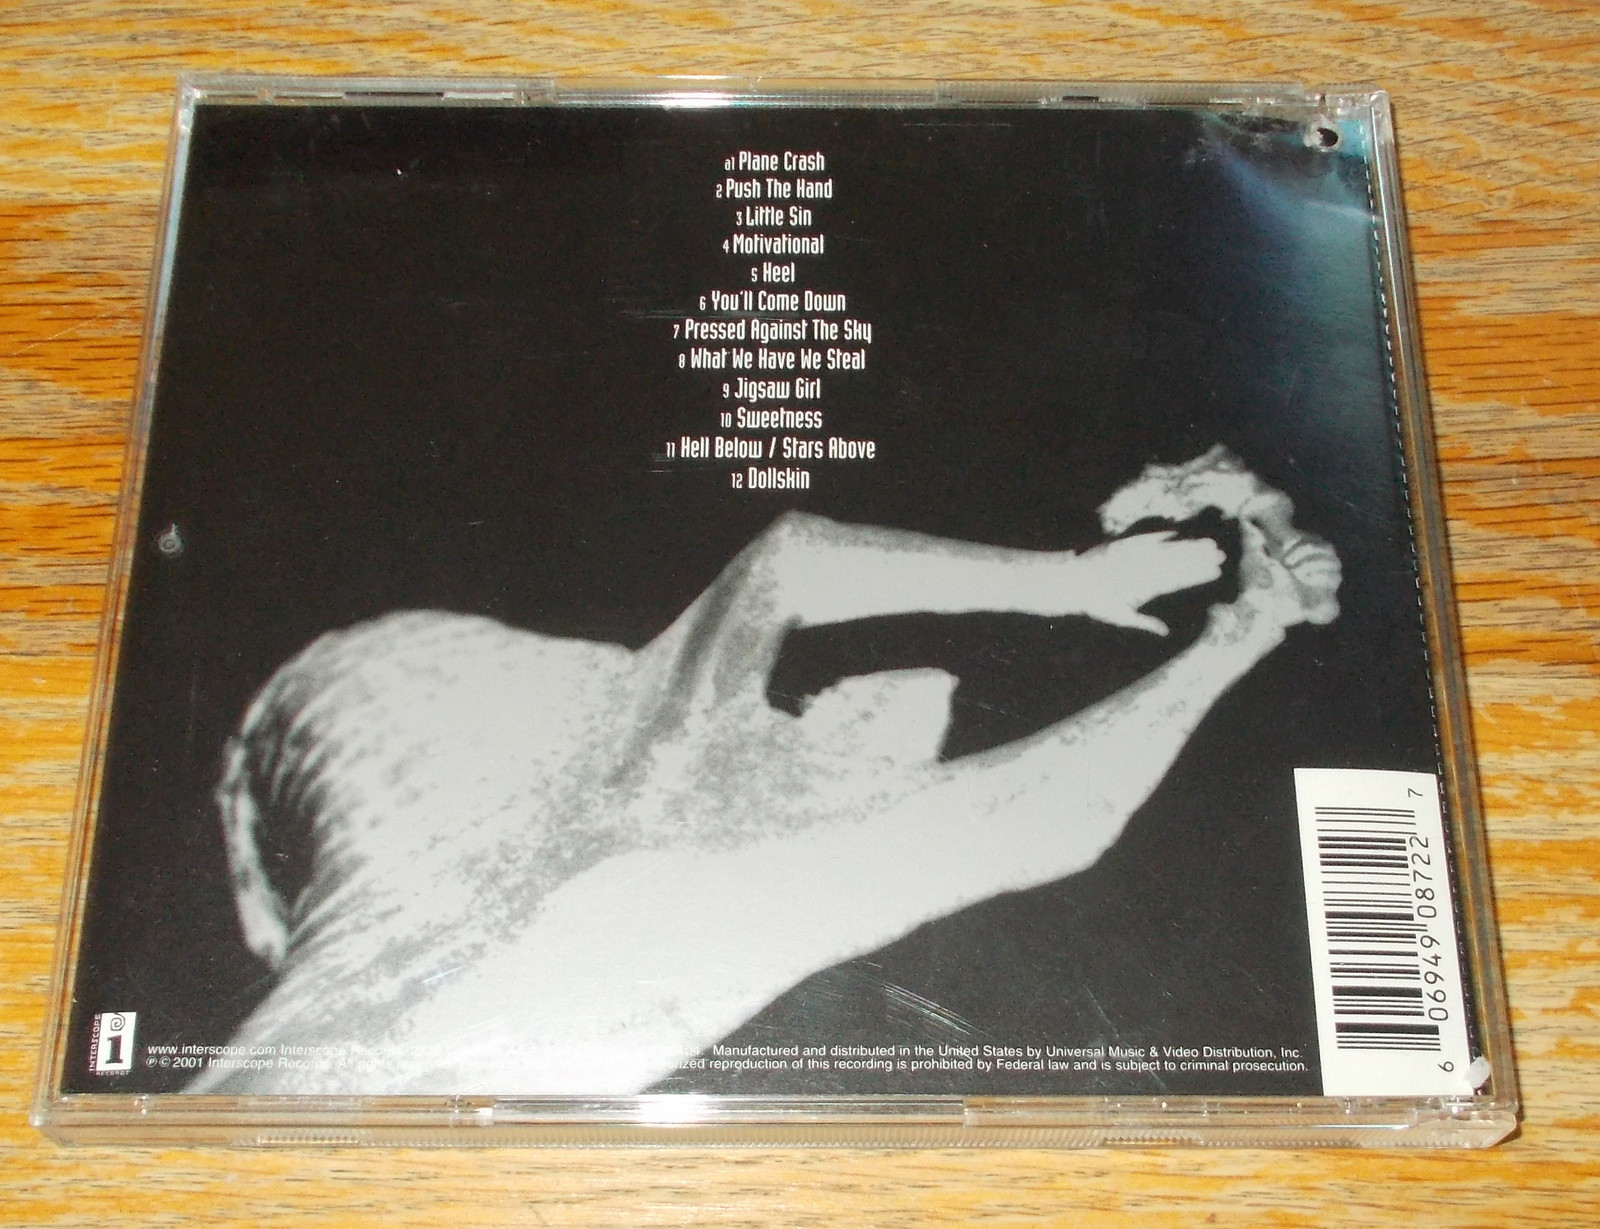 a1 Plane Crash
2 Push The Hand
3 Little Sin
4 Motivational
5 Heel
6 You'll Come Down
7 Pressed Against The Sky
8 What We Have We Steal
9 Jigsaw Girl
10 Sweetness
11 Hell Below / Stars Above
12 Dollskin
INTERSCOPE
i
RECORDS
www.interscope.com Interscope Records, Manufactured and distributed in the United States by Universal Music & Video Distribution, Inc.
℗ © 2001 Interscope Records. All rights reproduction of this recording is prohibited by Federal law and is subject to criminal prosecution.
6 06949 08722 7